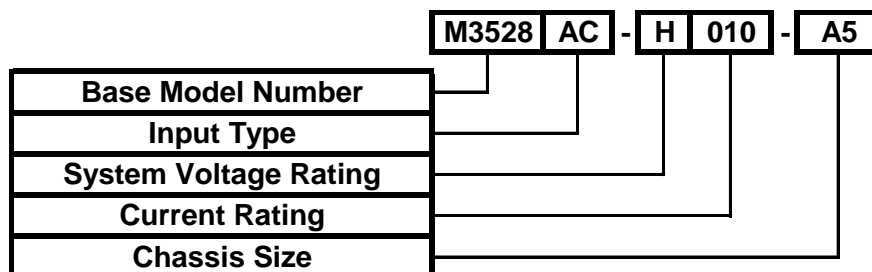 M3528 AC - H 010 - A5
Base Model Number
Input Type
System Voltage Rating
Current Rating
Chassis Size